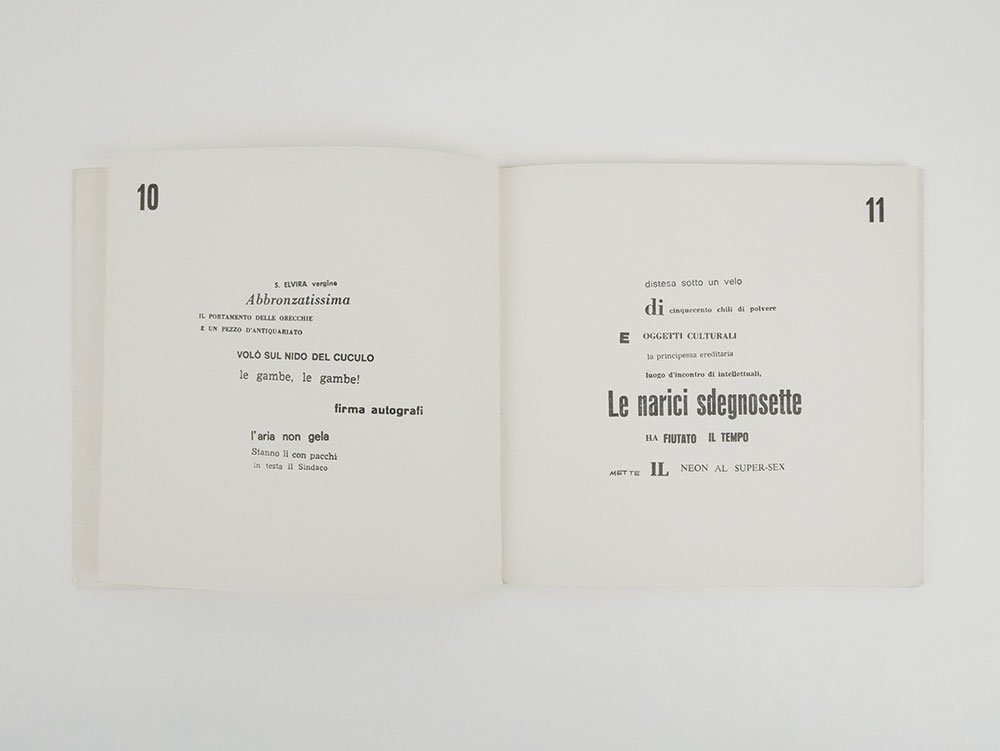 10
S. ELVIRA vergine
Abbronzatissima
IL PORTAMENTO DELLE ORECCHIE
È UN PEZZO D'ANTIQUARIATO
VOLÒ SUL NIDO DEL CUCULO
le gambe, le gambe!
firma autografi
l'aria non gela
Stanno lì con pacchi
in testa il Sindaco
11
distesa sotto un velo
di cinquecento chili di polvere
E OGGETTI CULTURALI
la principessa ereditaria
luogo d'incontro di intellettuali,
Le narici sdegnosette
HA FIUTATO IL TEMPO
METTE IL NEON AL SUPER-SEX